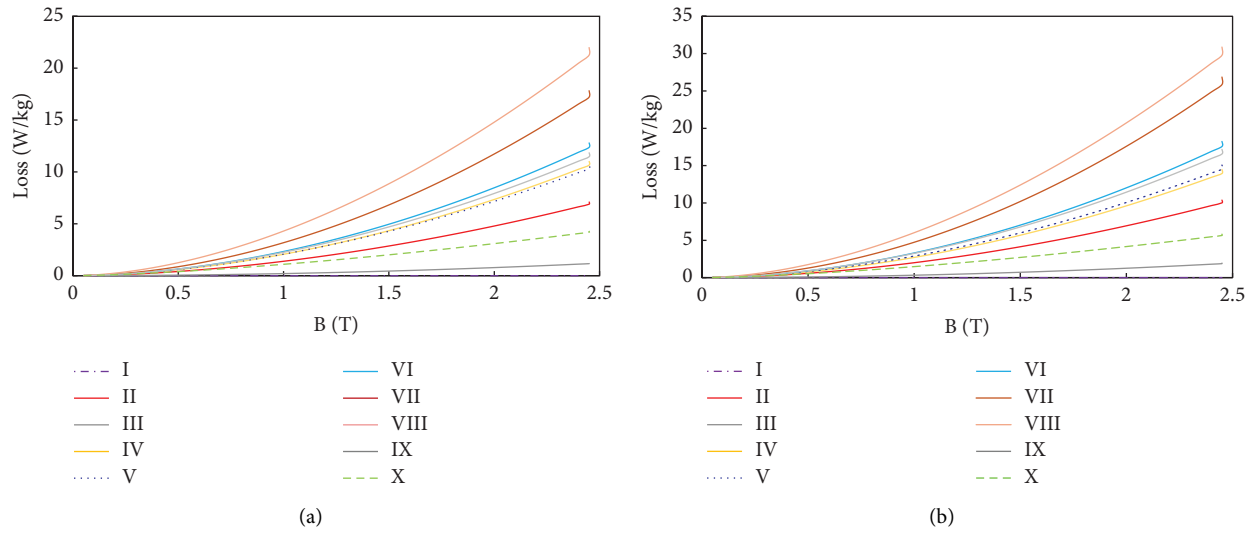 25
20
15
10
5
0
Loss (W/kg)
0 0.5 1 1.5 2 2.5
B (T)
I VI
II VII
III VIII
IV IX
V X
(a)
35
30
25
20
15
10
5
0
Loss (W/kg)
0 0.5 1 1.5 2 2.5
B (T)
I VI
II VII
III VIII
IV IX
V X
(b)